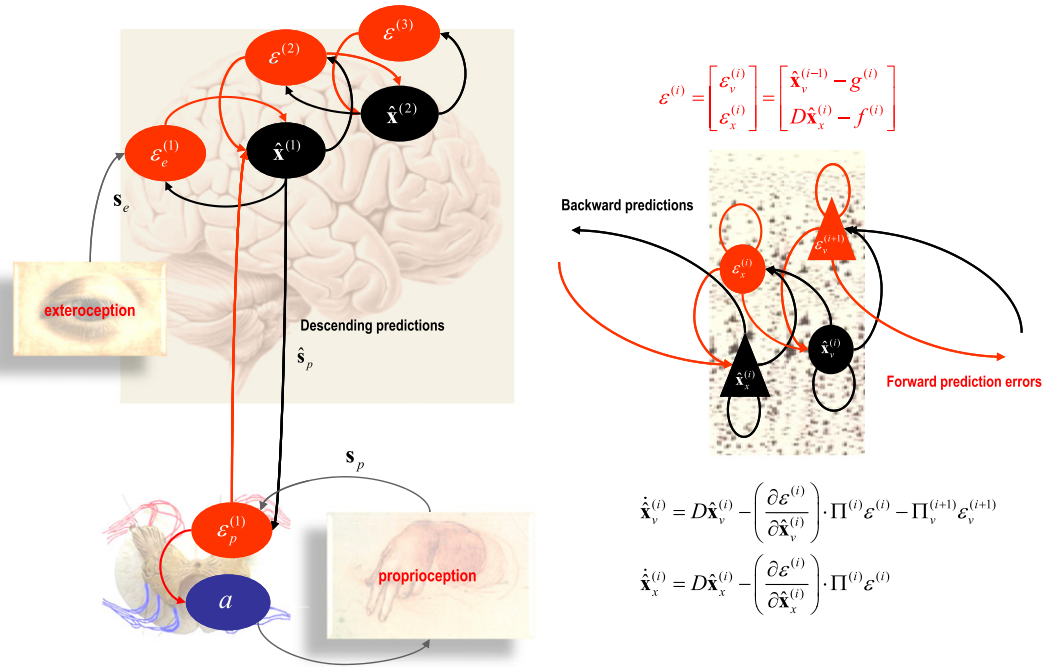 ε^(3)
ε^(2)
x̂^(2)
ε_e^(1)
x̂^(1)
s_e
exteroception
Descending predictions
ŝ_p
s_p
ε_p^(1)
proprioception
a
ε^(i) = [ε_v^(i) ; ε_x^(i)] = [x̂_v^(i−1) − g^(i) ; Dx̂_x^(i) − f^(i)]
Backward predictions
ε_v^(i+1)
ε_x^(i)
x̂_v^(i)
x̂_x^(i)
Forward prediction errors
ẋ̂_v^(i) = Dx̂_v^(i) − (∂ε^(i)/∂x̂_v^(i)) · Π^(i)ε^(i) − Π_v^(i+1)ε_v^(i+1)
ẋ̂_x^(i) = Dx̂_x^(i) − (∂ε^(i)/∂x̂_x^(i)) · Π^(i)ε^(i)